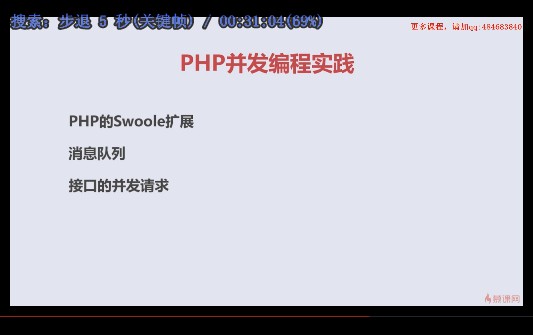 搜索: 步退 5 秒(关键帧) / 00:31:04(69%)
更多课程，请加qq:484683840
PHP并发编程实践
PHP的Swoole扩展
消息队列
接口的并发请求
慕课网